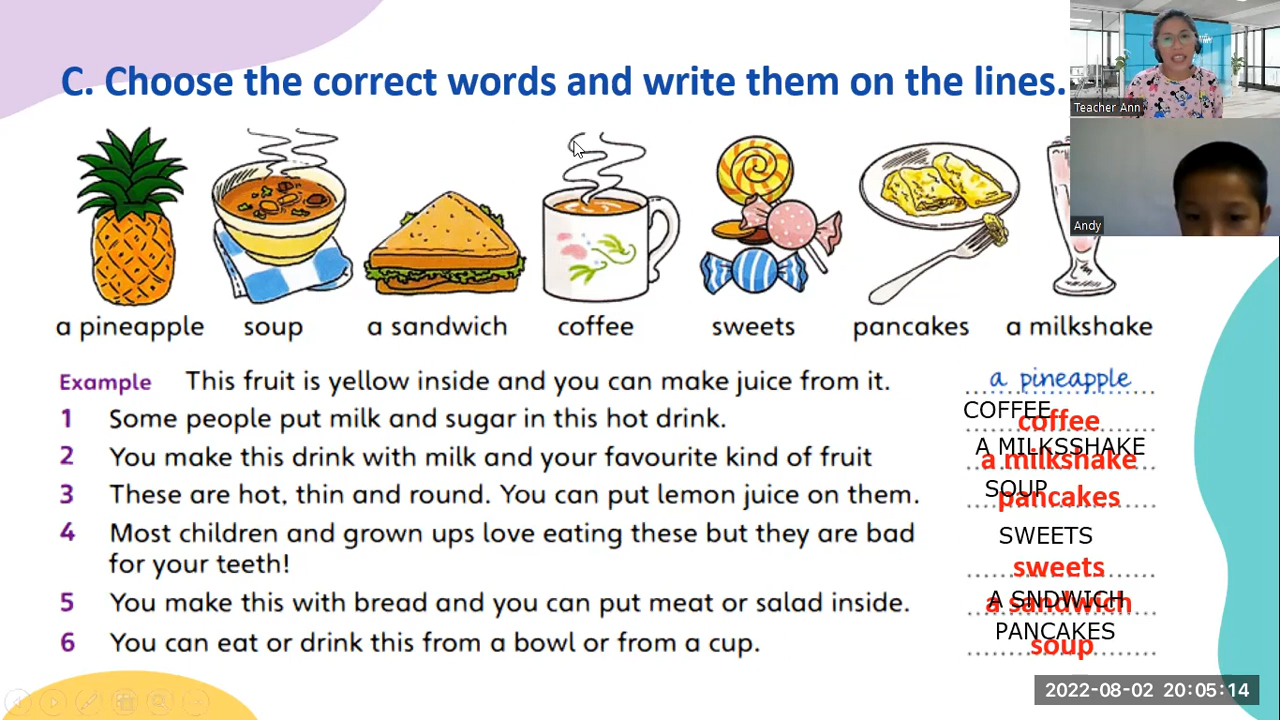 C. Choose the correct words and write them on the lines.
Teacher Ann
Andy
a pineapple soup a sandwich coffee sweets pancakes a milkshake
Example This fruit is yellow inside and you can make juice from it. a pineapple
1 Some people put milk and sugar in this hot drink. COFFEE coffee
2 You make this drink with milk and your favourite kind of fruit A MILKSSHAKE a milkshake
3 These are hot, thin and round. You can put lemon juice on them. SOUP pancakes
4 Most children and grown ups love eating these but they are bad SWEETS
for your teeth! sweets
5 You make this with bread and you can put meat or salad inside. A SNDWICH a sandwich
6 You can eat or drink this from a bowl or from a cup. PANCAKES soup
2022-08-02 20:05:14